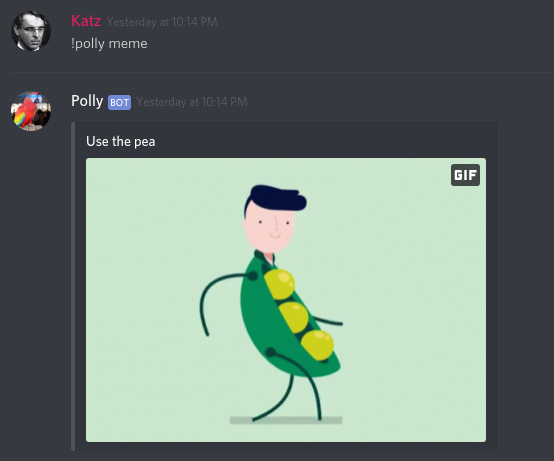 Katz Yesterday at 10:14 PM
!polly meme
Polly BOT Yesterday at 10:14 PM
Use the pea
GIF